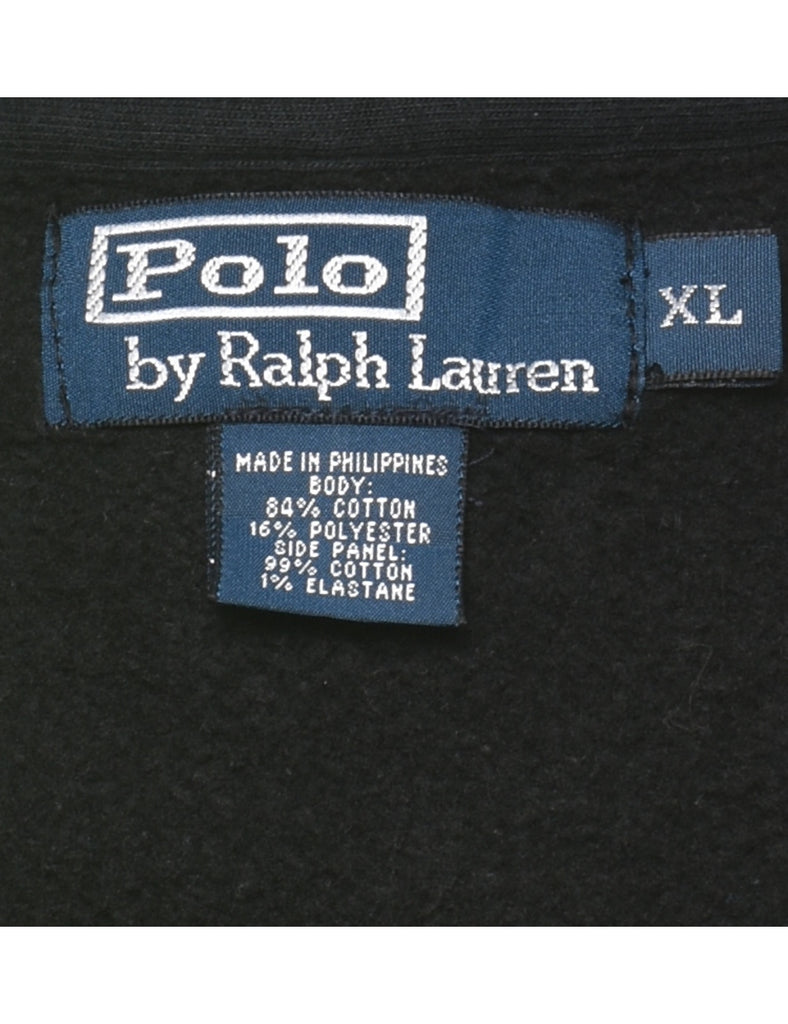 Polo
by Ralph Lauren
XL
MADE IN PHILIPPINES
BODY:
84% COTTON
16% POLYESTER
SIDE PANEL:
99% COTTON
1% ELASTANE